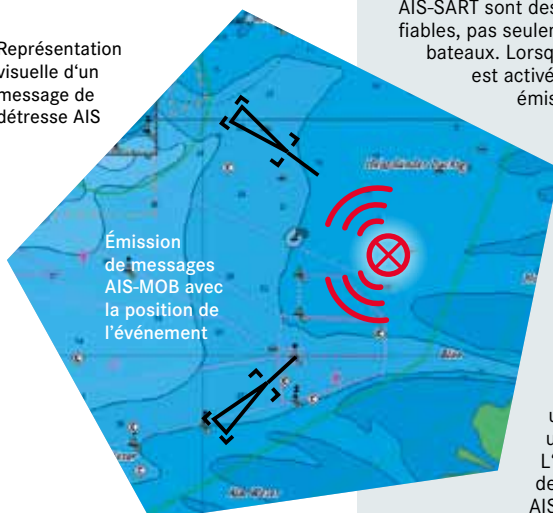 Représentation
visuelle d‘un
message de
détresse AIS
AIS-SART sont des
fiables, pas seuler
bateaux. Lorsq
est activé
émis
Émission
de messages
AIS-MOB avec
la position de
l’événement
u
u
L‘
de
AIS